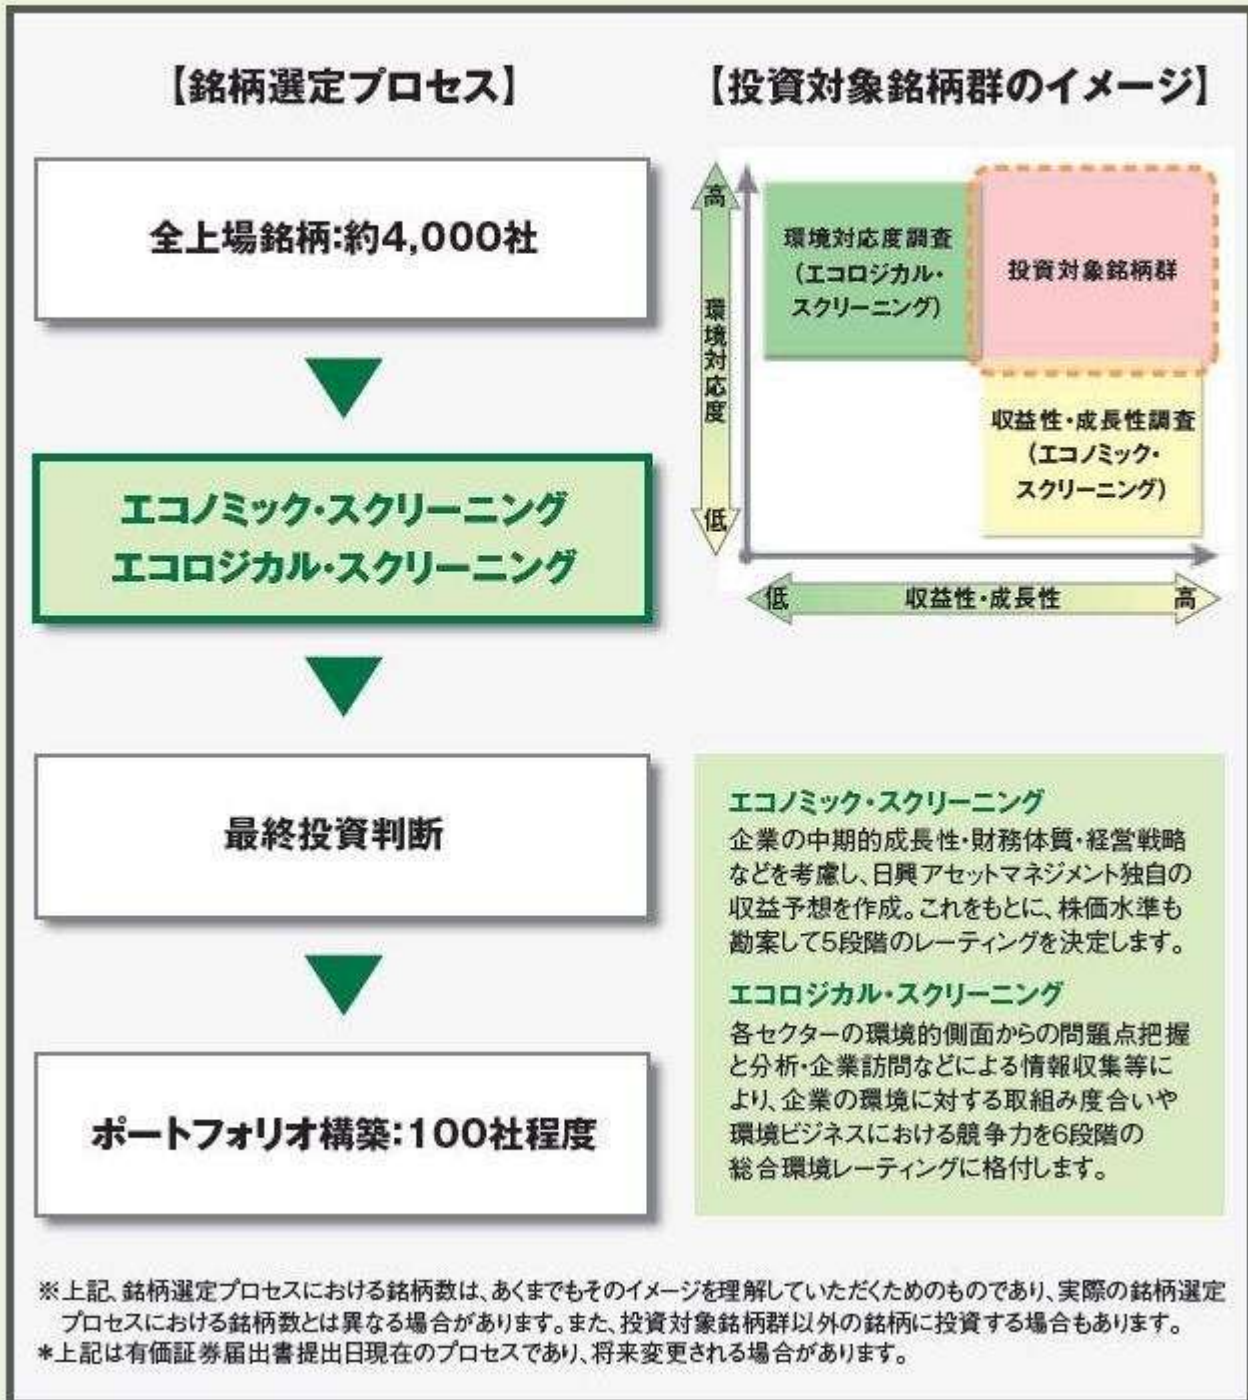 【銘柄選定プロセス】
全上場銘柄:約4,000社
エコノミック・スクリーニング
エコロジカル・スクリーニング
最終投資判断
ポートフォリオ構築:100社程度
【投資対象銘柄群のイメージ】
高
環境対応度
低
環境対応度調査
(エコロジカル・
スクリーニング)
投資対象銘柄群
収益性・成長性調査
(エコノミック・
スクリーニング)
低
収益性・成長性
高
エコノミック・スクリーニング
企業の中期的成長性・財務体質・経営戦略
などを考慮し、日興アセットマネジメント独自の
収益予想を作成。これをもとに、株価水準も
勘案して5段階のレーティングを決定します。
エコロジカル・スクリーニング
各セクターの環境的側面からの問題点把握
と分析・企業訪問などによる情報収集等に
より、企業の環境に対する取組み度合いや
環境ビジネスにおける競争力を6段階の
総合環境レーティングに格付します。
※上記、銘柄選定プロセスにおける銘柄数は、あくまでもそのイメージを理解していただくためのものであり、実際の銘柄選定
プロセスにおける銘柄数とは異なる場合があります。また、投資対象銘柄群以外の銘柄に投資する場合もあります。
*上記は有価証券届出書提出日現在のプロセスであり、将来変更される場合があります。